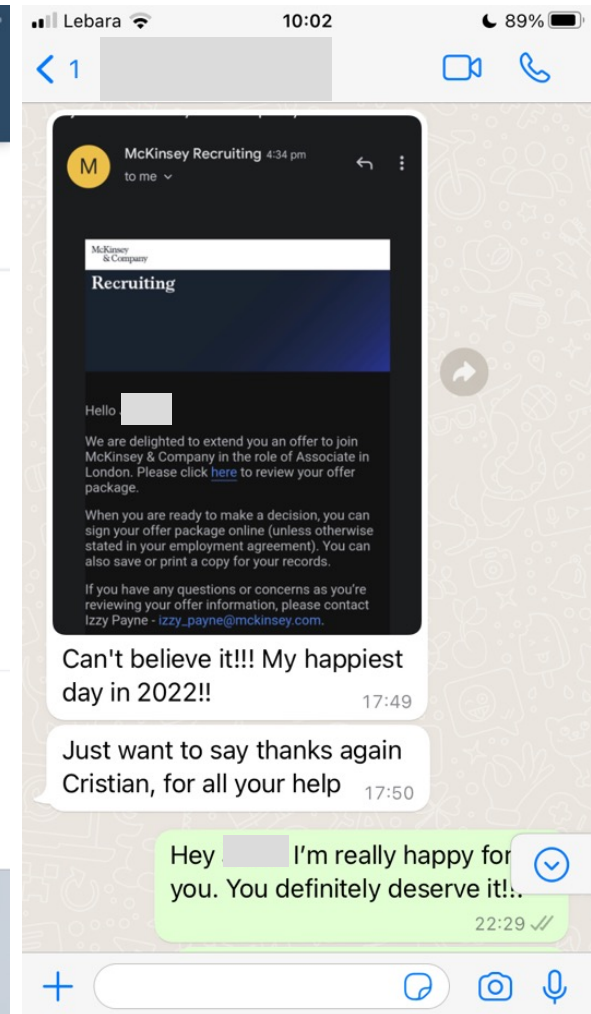 Lebara 10:02 89%
1
McKinsey Recruiting 4:34 pm
M
to me
McKinsey
& Company
Recruiting
Hello
We are delighted to extend you an offer to join
McKinsey & Company in the role of Associate in
London. Please click here to review your offer
package.
When you are ready to make a decision, you can
sign your offer package online (unless otherwise
stated in your employment agreement). You can
also save or print a copy for your records.
If you have any questions or concerns as you're
reviewing your offer information, please contact
Izzy Payne - izzy_payne@mckinsey.com.
Can't believe it!!! My happiest
day in 2022!!
17:49
Just want to say thanks again
Cristian, for all your help 17:50
Hey I'm really happy for
you. You definitely deserve it!!.
22:29